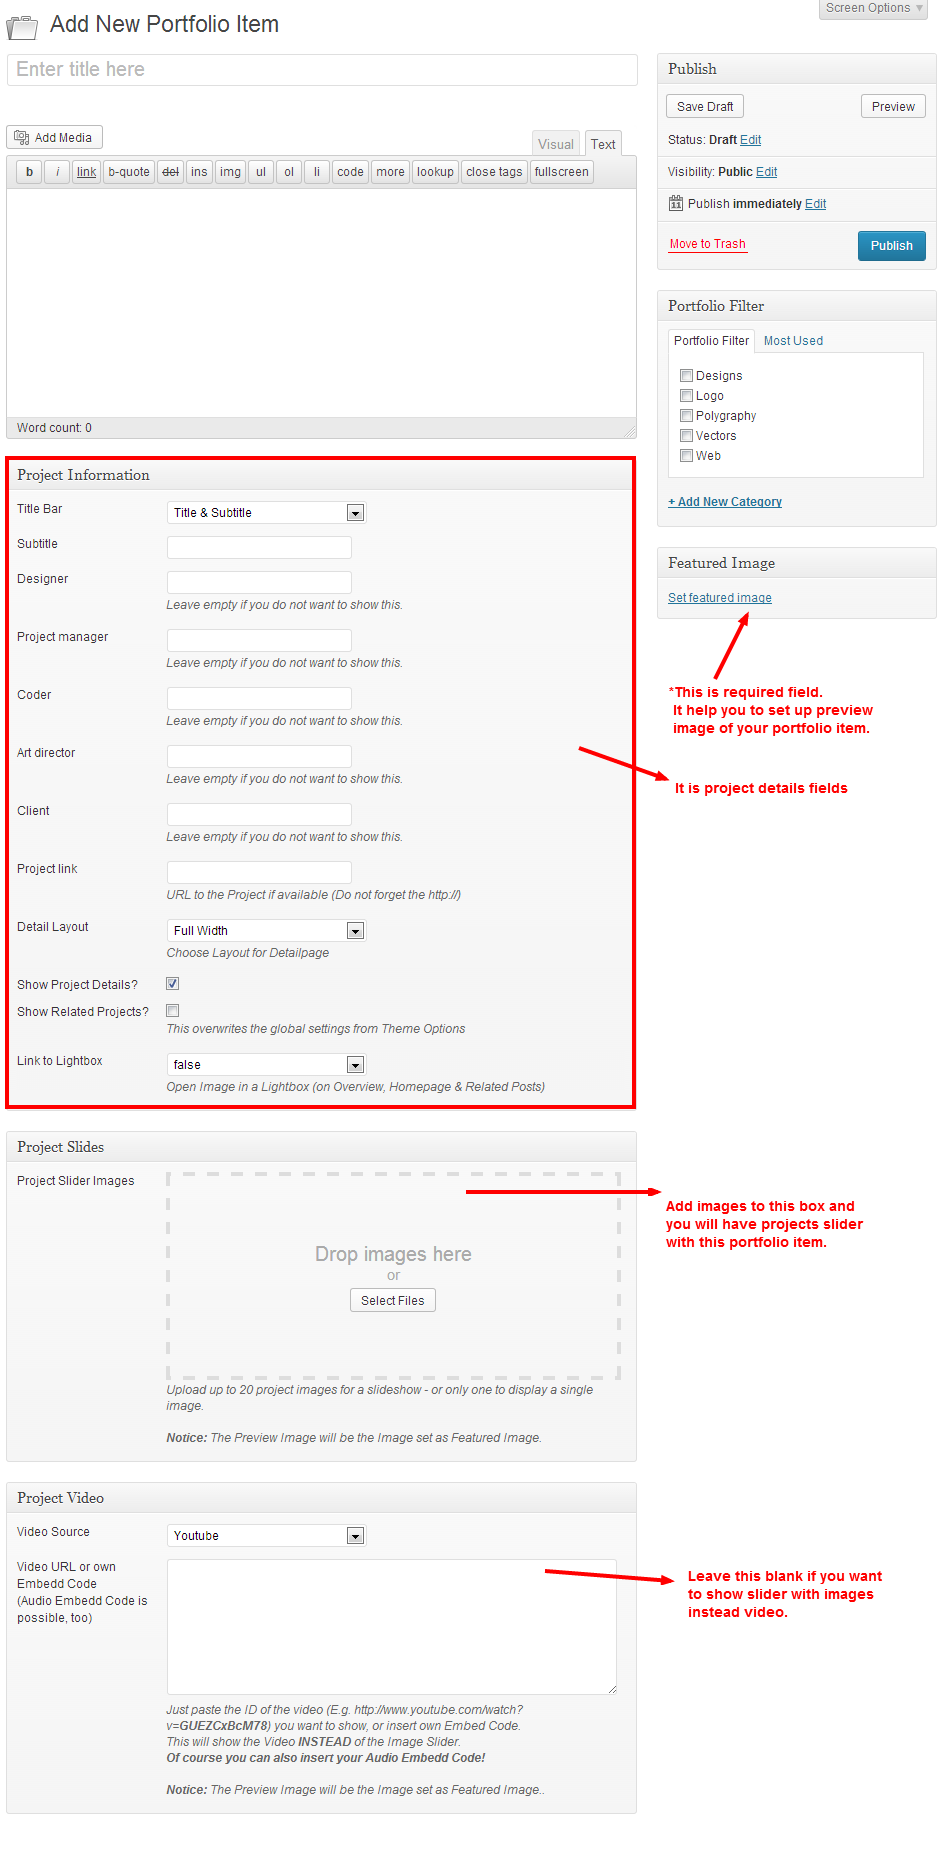 Screen Options
Add New Portfolio Item
Enter title here
Add Media
Visual
Text
b
i
link
b-quote
del
ins
img
ul
ol
li
code
more
lookup
close tags
fullscreen
Word count: 0
Publish
Save Draft
Preview
Status: Draft Edit
Visibility: Public Edit
11
Publish immediately Edit
Move to Trash
Publish
Portfolio Filter
Portfolio Filter
Most Used
Designs
Logo
Polygraphy
Vectors
Web
+ Add New Category
Featured Image
Set featured image
*This is required field.
It help you to set up preview
image of your portfolio item.
Project Information
Title Bar
Title & Subtitle
Subtitle
Designer
Leave empty if you do not want to show this.
Project manager
Leave empty if you do not want to show this.
Coder
Leave empty if you do not want to show this.
Art director
Leave empty if you do not want to show this.
It is project details fields
Client
Leave empty if you do not want to show this.
Project link
URL to the Project if available (Do not forget the http://)
Detail Layout
Full Width
Choose Layout for Detailpage
Show Project Details?
Show Related Projects?
This overwrites the global settings from Theme Options
Link to Lightbox
false
Open Image in a Lightbox (on Overview, Homepage & Related Posts)
Project Slides
Project Slider Images
Drop images here
or
Select Files
Add images to this box and
you will have projects slider
with this portfolio item.
Upload up to 20 project images for a slideshow - or only one to display a single
image.
Notice: The Preview Image will be the Image set as Featured Image.
Project Video
Video Source
Youtube
Video URL or own
Embedd Code
(Audio Embedd Code is
possible, too)
Leave this blank if you want
to show slider with images
instead video.
Just paste the ID of the video (E.g. http://www.youtube.com/watch?
v=GUEZCxBcM78) you want to show, or insert own Embed Code.
This will show the Video INSTEAD of the Image Slider.
Of course you can also insert your Audio Embedd Code!
Notice: The Preview Image will be the Image set as Featured Image..